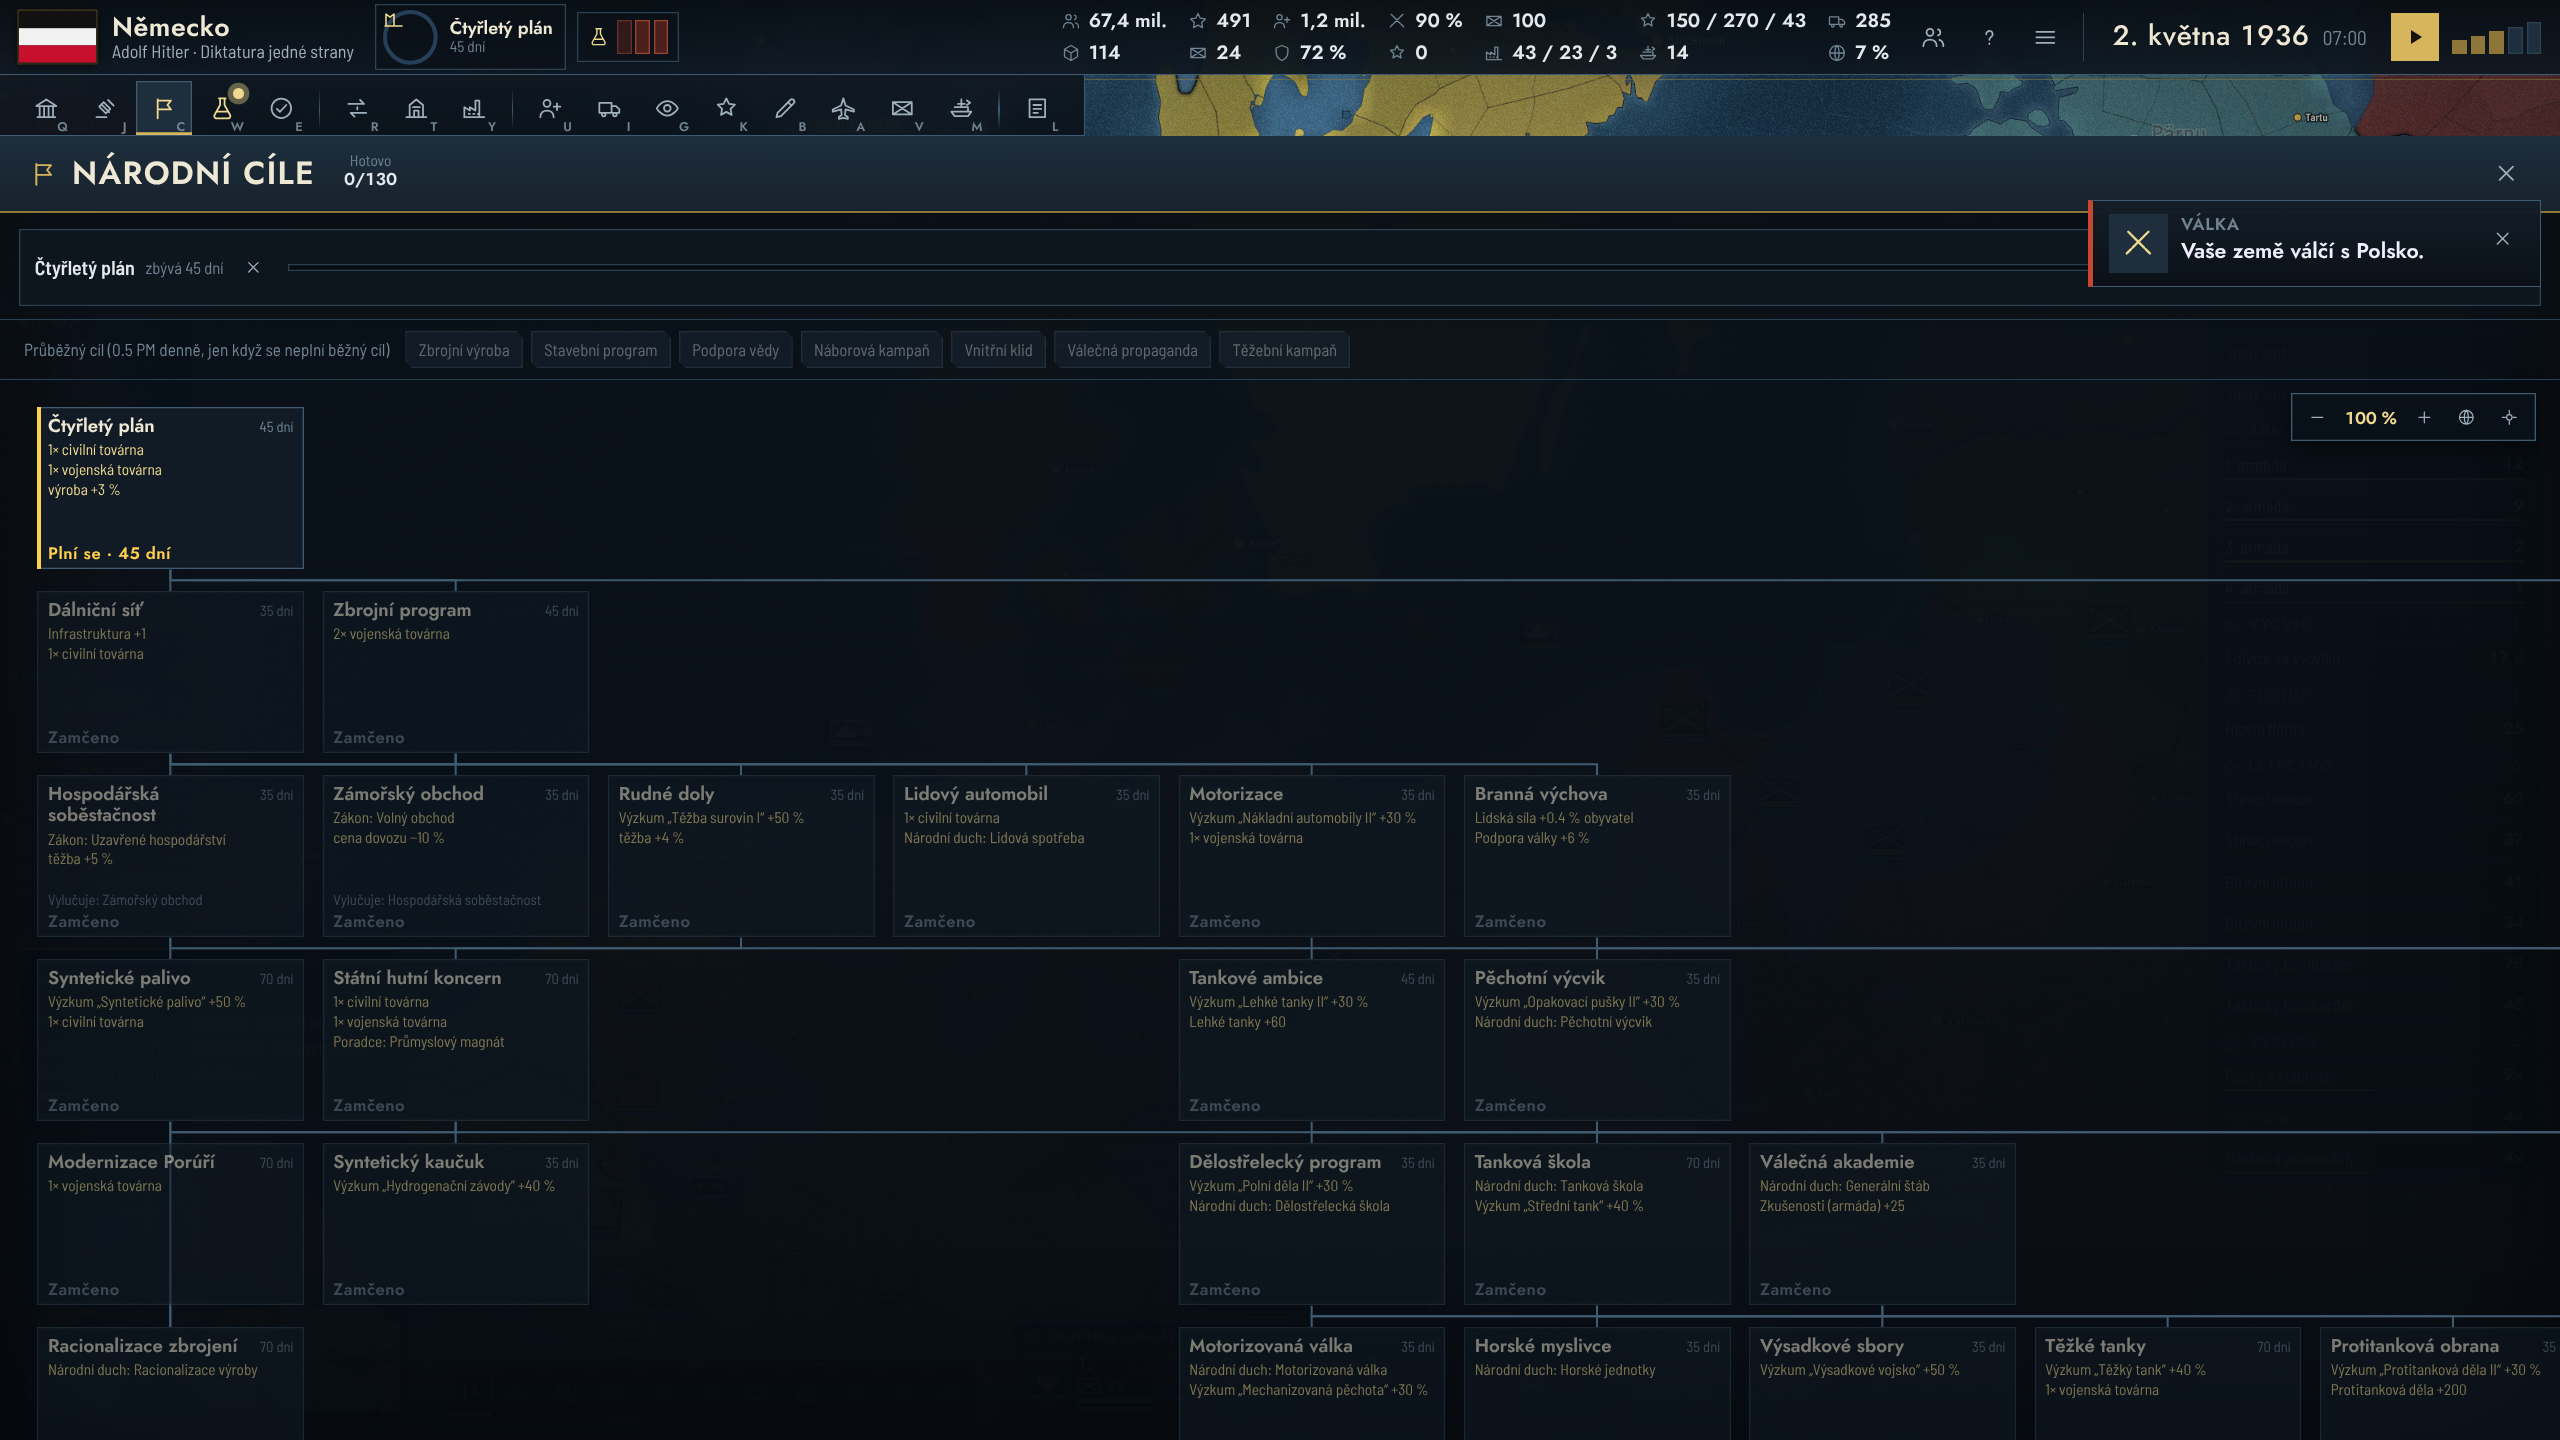 Německo
Adolf Hitler · Diktatura jedné strany
Čtyřletý plán
45 dní
67,4 mil.
491
1,2 mil.
90 %
100
150 / 270 / 43
285
114
24
72 %
0
43 / 23 / 3
14
7 %
?
2. května 1936 07:00
Q
J
C
W
E
R
T
Y
U
I
G
K
B
A
V
M
L
Tartu
Pärnu
NÁRODNÍ CÍLE
Hotovo
0/130
VÁLKA
Vaše země válčí s Polsko.
Čtyřletý plán zbývá 45 dní
Průběžný cíl (0.5 PM denně, jen když se neplní běžný cíl)
Zbrojní výroba
Stavební program
Podpora vědy
Náborová kampaň
Vnitřní klid
Válečná propaganda
Těžební kampaň
100 %
Čtyřletý plán 45 dní
1× civilní továrna
1× vojenská továrna
výroba +3 %
Plní se · 45 dní
Dálniční síť 35 dní
Infrastruktura +1
1× civilní továrna
Zamčeno
Zbrojní program 45 dní
2× vojenská továrna
Zamčeno
Hospodářská soběstačnost 35 dní
Zákon: Uzavřené hospodářství
těžba +5 %
Vylučuje: Zámořský obchod
Zamčeno
Zámořský obchod 35 dní
Zákon: Volný obchod
cena dovozu −10 %
Vylučuje: Hospodářská soběstačnost
Zamčeno
Rudné doly 35 dní
Výzkum „Těžba surovin I“ +50 %
těžba +4 %
Zamčeno
Lidový automobil 35 dní
1× civilní továrna
Národní duch: Lidová spotřeba
Zamčeno
Motorizace 35 dní
Výzkum „Nákladní automobily II“ +30 %
1× vojenská továrna
Zamčeno
Branná výchova 35 dní
Lidská síla +0.4 % obyvatel
Podpora války +6 %
Zamčeno
Syntetické palivo 70 dní
Výzkum „Syntetické palivo“ +50 %
1× civilní továrna
Zamčeno
Státní hutní koncern 70 dní
1× civilní továrna
1× vojenská továrna
Poradce: Průmyslový magnát
Zamčeno
Tankové ambice 45 dní
Výzkum „Lehké tanky II“ +30 %
Lehké tanky +60
Zamčeno
Pěchotní výcvik 35 dní
Výzkum „Opakovací pušky II“ +30 %
Národní duch: Pěchotní výcvik
Zamčeno
Modernizace Porúří 70 dní
1× vojenská továrna
Zamčeno
Syntetický kaučuk 35 dní
Výzkum „Hydrogenační závody“ +40 %
Zamčeno
Dělostřelecký program 35 dní
Výzkum „Polní děla II“ +30 %
Národní duch: Dělostřelecká škola
Zamčeno
Tanková škola 70 dní
Národní duch: Tanková škola
Výzkum „Střední tank“ +40 %
Zamčeno
Válečná akademie 35 dní
Národní duch: Generální štáb
Zkušenosti (armáda) +25
Zamčeno
Racionalizace zbrojení 70 dní
Národní duch: Racionalizace výroby
Motorizovaná válka 35 dní
Národní duch: Motorizovaná válka
Výzkum „Mechanizovaná pěchota“ +30 %
Horské myslivce 35 dní
Národní duch: Horské jednotky
Výsadkové sbory 35 dní
Výzkum „Výsadkové vojsko“ +50 %
Těžké tanky 70 dní
Výzkum „Těžký tank“ +40 %
1× vojenská továrna
Protitanková obrana 35
Výzkum „Protitanková děla II“ +30 %
Protitanková děla +200